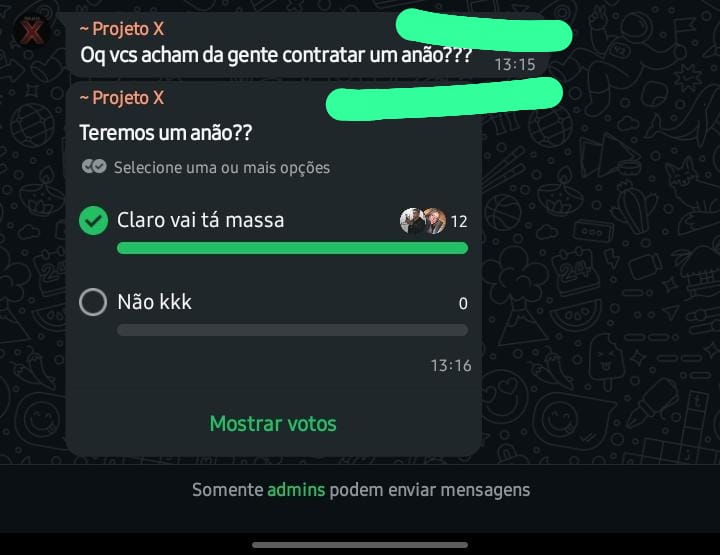 ~ Projeto X
Oq vcs acham da gente contratar um anão???
13:15
~ Projeto X
Teremos um anão??
Selecione uma ou mais opções
Claro vai tá massa
12
Não kkk
0
13:16
Mostrar votos
Somente admins podem enviar mensagens